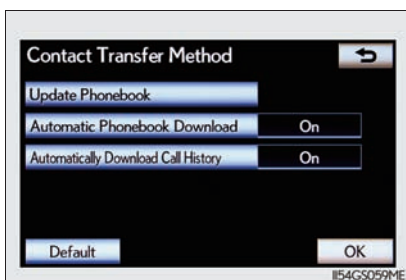 Contact Transfer Method
Update Phonebook
Automatic Phonebook Download On
Automatically Download Call History On
Default OK
II54GS059ME